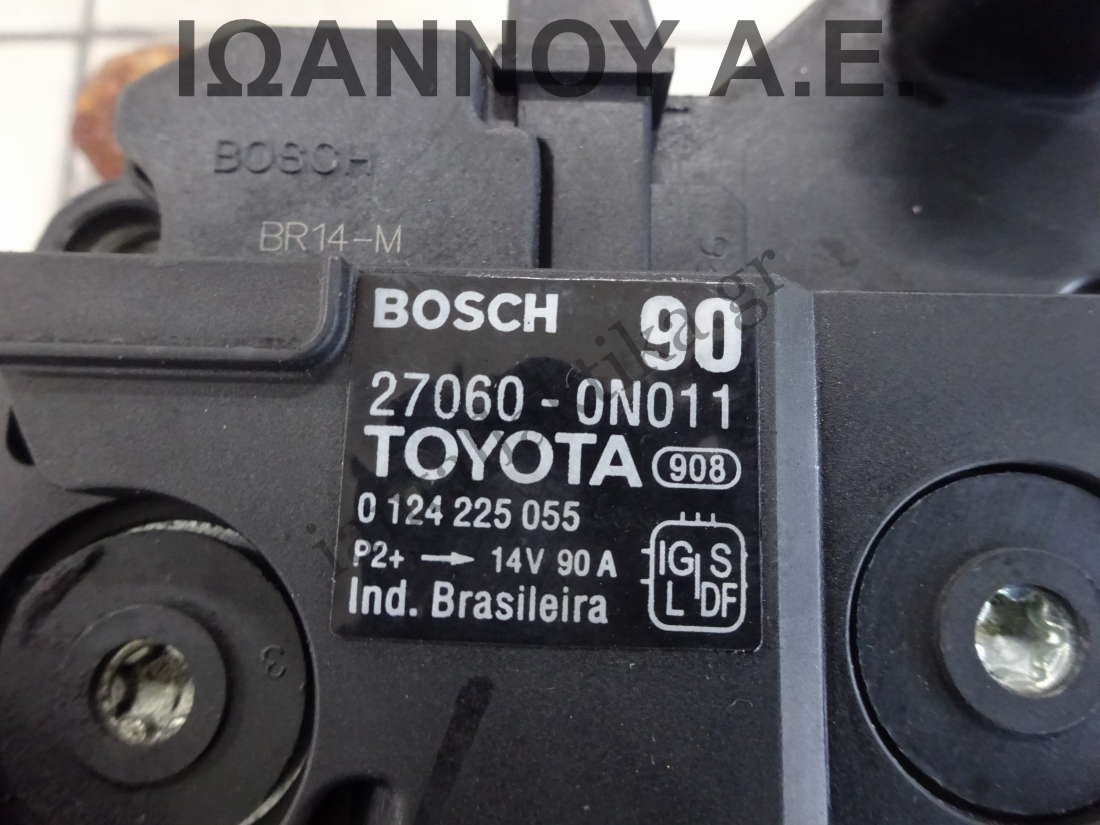 ΙΩΑΝΝΟΥ Α.Ε.
BOSCH
BR14-M
BOSCH 90
27060 - 0N011
TOYOTA 908
0 124 225 055
P2+ → 14V 90 A
IG S
L DF
Ind. Brasileira
3